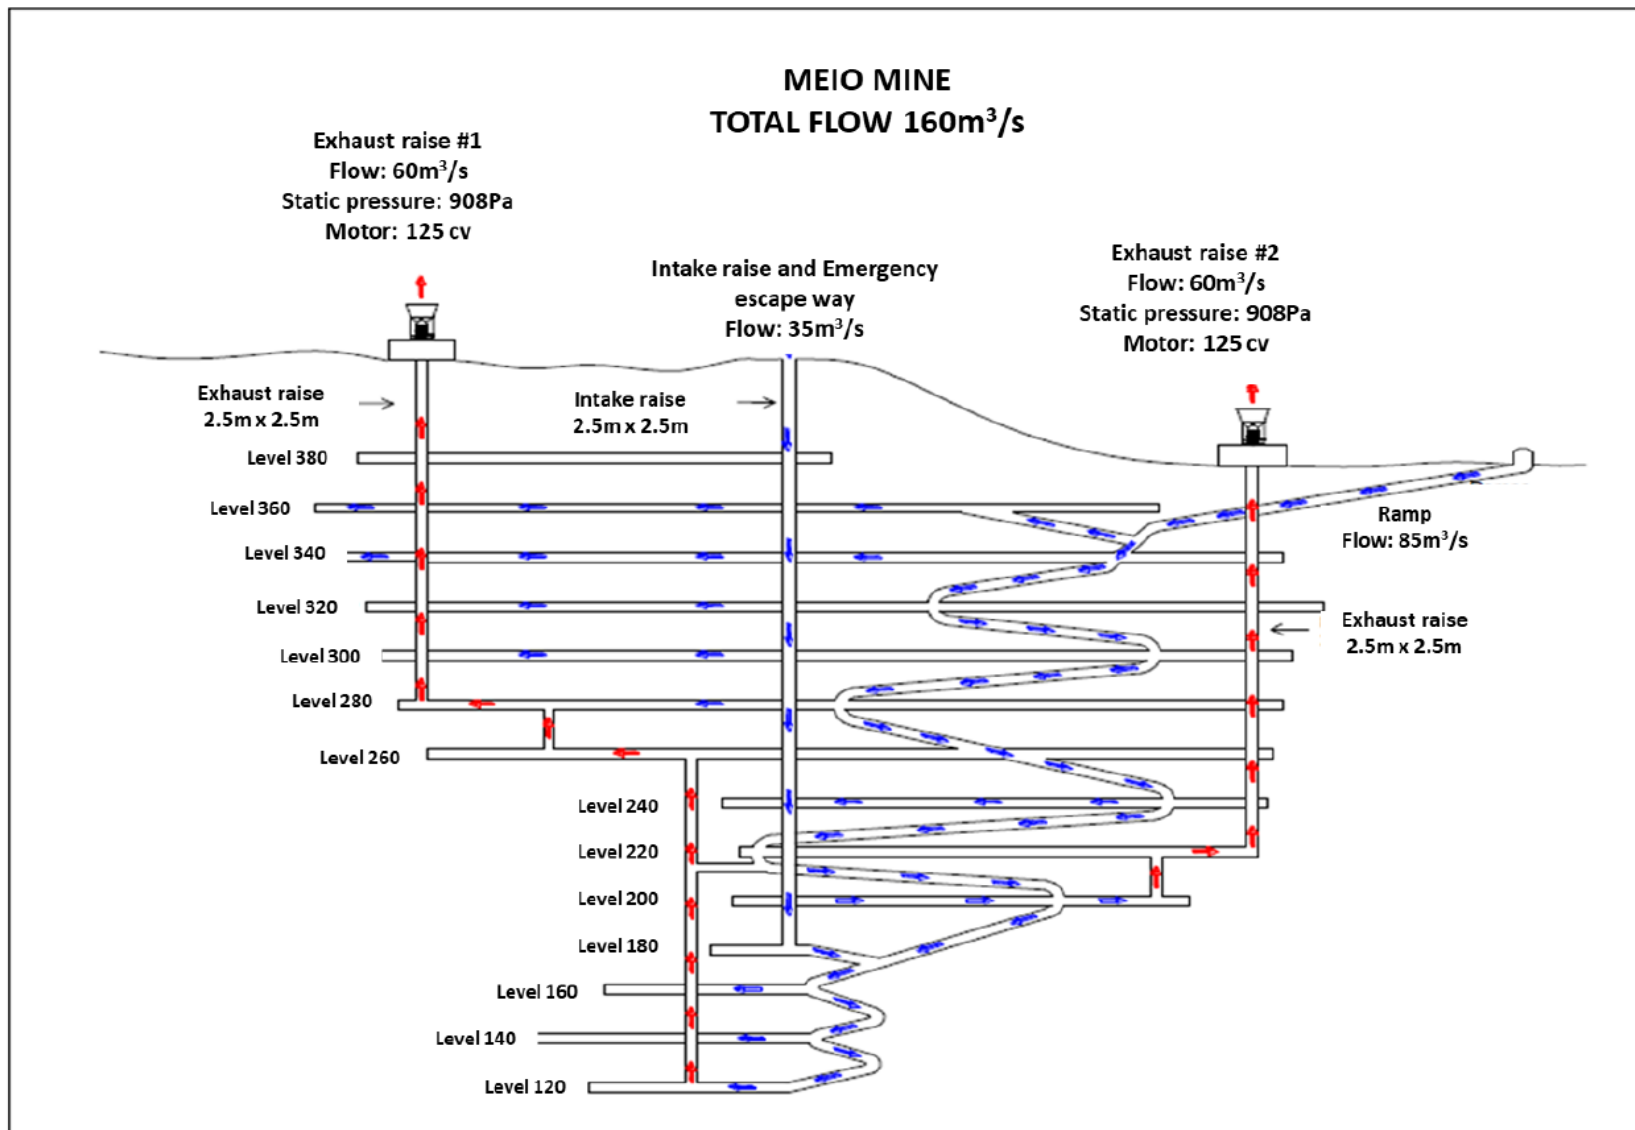 MEIO MINE
TOTAL FLOW 160m³/s
Exhaust raise #1
Flow: 60m³/s
Static pressure: 908Pa
Motor: 125 cv
Intake raise and Emergency
escape way
Flow: 35m³/s
Exhaust raise #2
Flow: 60m³/s
Static pressure: 908Pa
Motor: 125 cv
Exhaust raise
2.5m x 2.5m
Intake raise
2.5m x 2.5m
Level 380
Level 360
Ramp
Flow: 85m³/s
Level 340
Level 320
Exhaust raise
2.5m x 2.5m
Level 300
Level 280
Level 260
Level 240
Level 220
Level 200
Level 180
Level 160
Level 140
Level 120